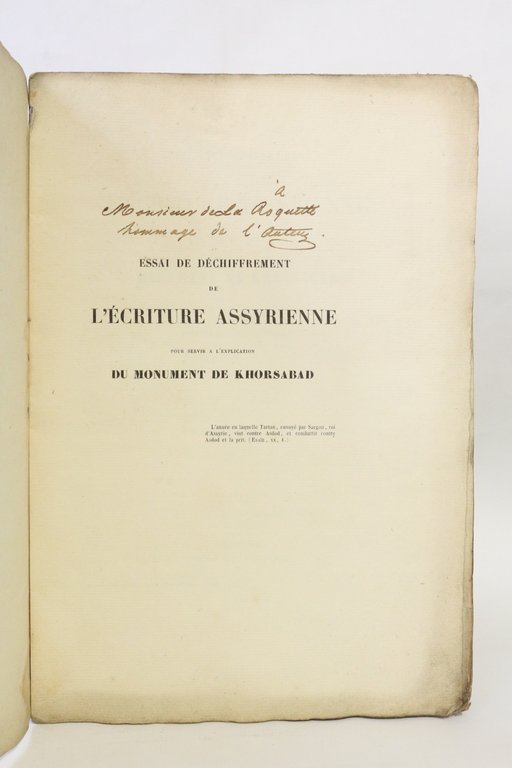 à
Monsieur de La Roquette
hommage de l'Auteur.
ESSAI DE DÉCHIFFREMENT
DE
L'ÉCRITURE ASSYRIENNE
POUR SERVIR A L'EXPLICATION
DU MONUMENT DE KHORSABAD
L'année en laquelle Tartan, envoyé par Sargon, roi
d'Assyrie, vint contre Asdod, et combattit contre
Asdod et la prit. (Esaïe, xx, 1.)